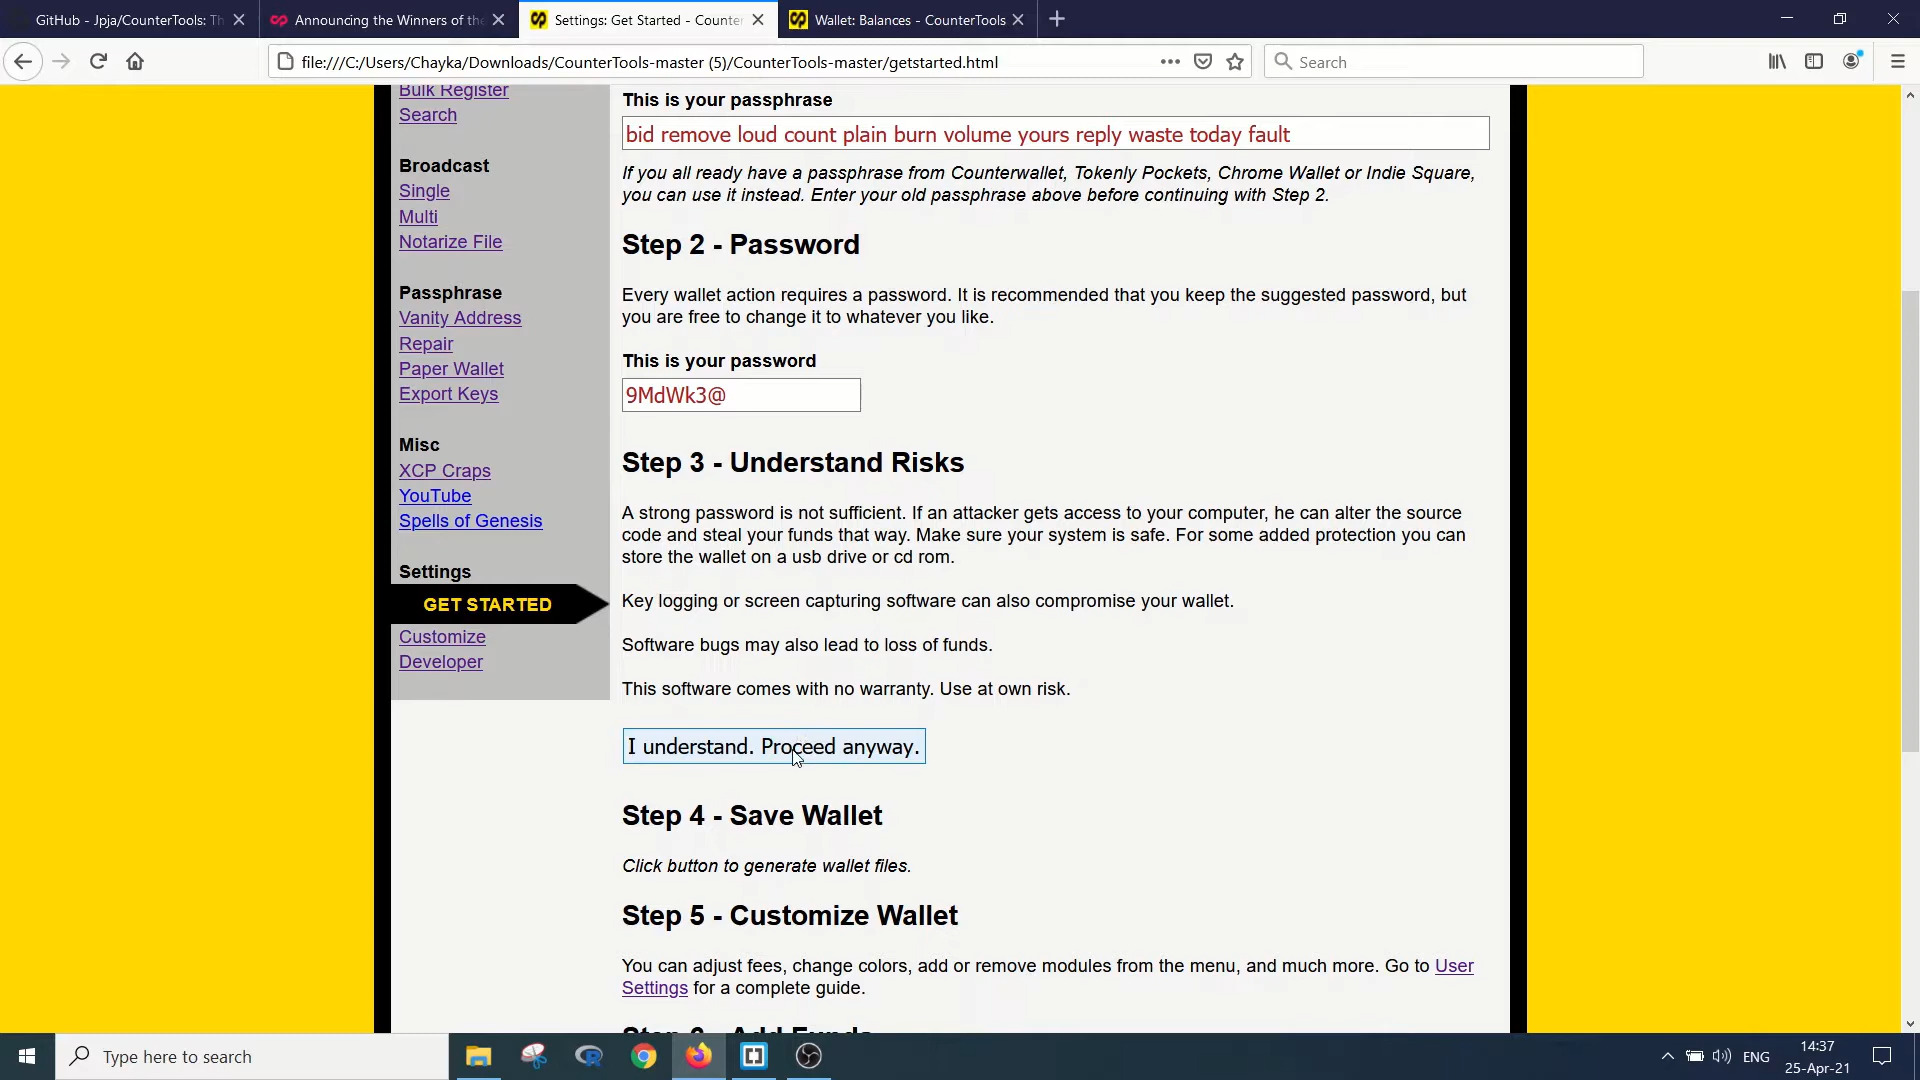 GitHub - Jpja/CounterTools: Th
Announcing the Winners of the
Settings: Get Started - Counter
Wallet: Balances - CounterTools
file:///C:/Users/Chayka/Downloads/CounterTools-master (5)/CounterTools-master/getstarted.html
Search
Bulk Register
Search
Broadcast
Single
Multi
Notarize File
Passphrase
Vanity Address
Repair
Paper Wallet
Export Keys
Misc
XCP Craps
YouTube
Spells of Genesis
Settings
GET STARTED
Customize
Developer
This is your passphrase
bid remove loud count plain burn volume yours reply waste today fault
If you all ready have a passphrase from Counterwallet, Tokenly Pockets, Chrome Wallet or Indie Square,
you can use it instead. Enter your old passphrase above before continuing with Step 2.
Step 2 - Password
Every wallet action requires a password. It is recommended that you keep the suggested password, but
you are free to change it to whatever you like.
This is your password
9MdWk3@
Step 3 - Understand Risks
A strong password is not sufficient. If an attacker gets access to your computer, he can alter the source
code and steal your funds that way. Make sure your system is safe. For some added protection you can
store the wallet on a usb drive or cd rom.
Key logging or screen capturing software can also compromise your wallet.
Software bugs may also lead to loss of funds.
This software comes with no warranty. Use at own risk.
I understand. Proceed anyway.
Step 4 - Save Wallet
Click button to generate wallet files.
Step 5 - Customize Wallet
You can adjust fees, change colors, add or remove modules from the menu, and much more. Go to User
Settings for a complete guide.
Step 6 - Add Funds
Type here to search
ENG
14:37
25-Apr-21